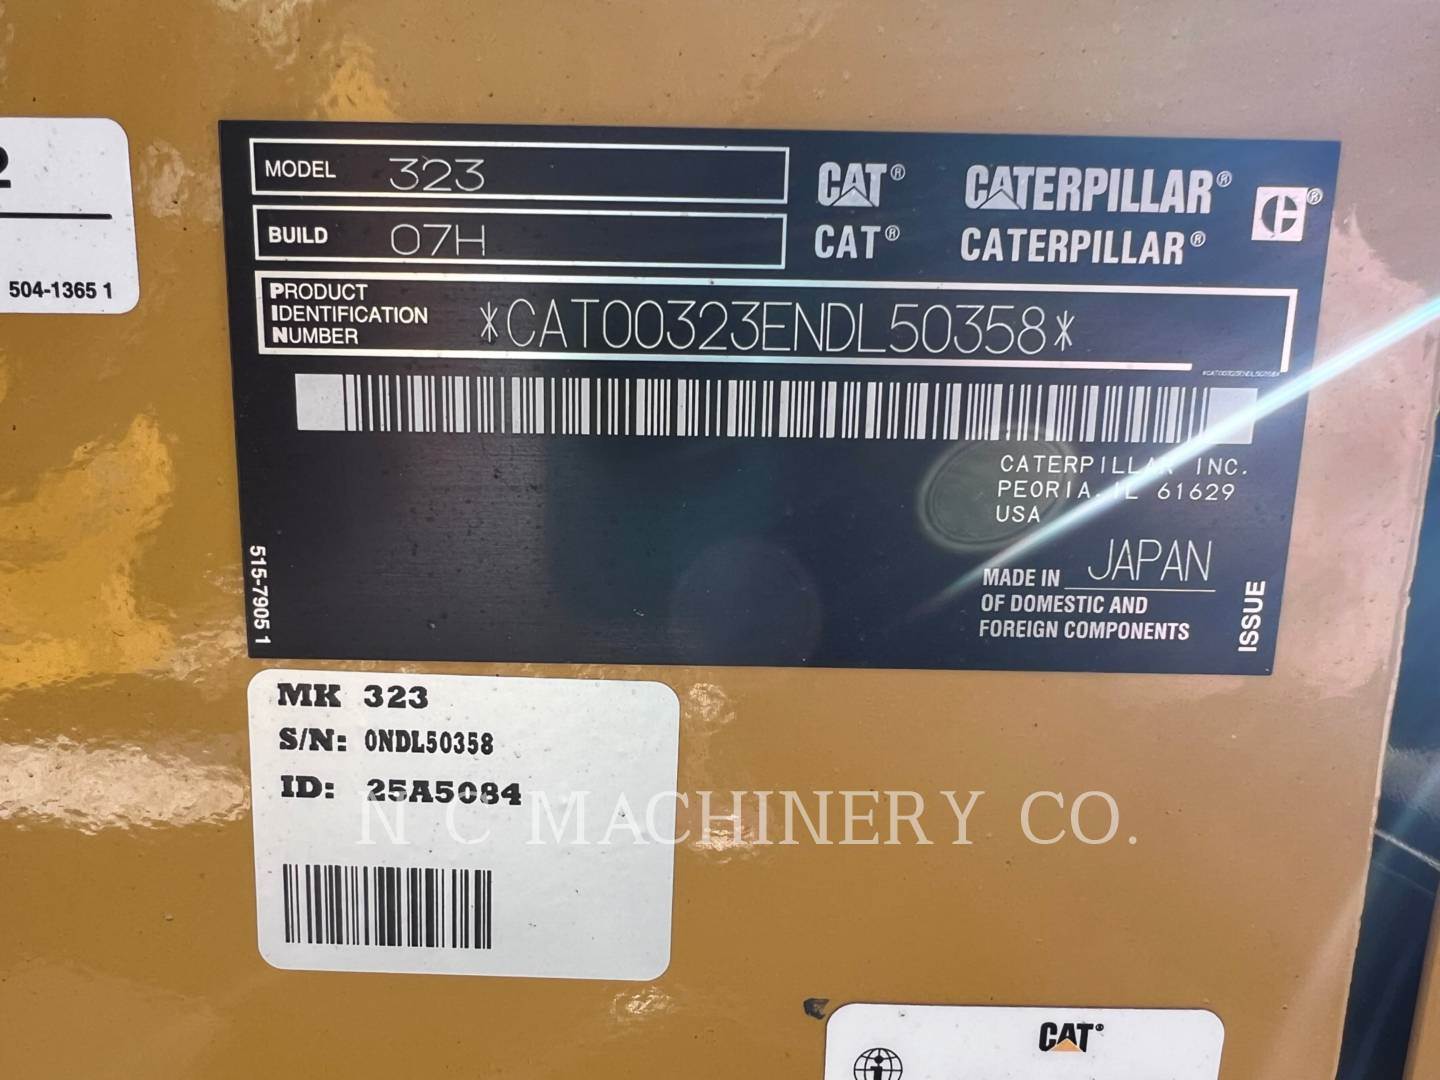 2
504-1365 1
MODEL 323
BUILD 07H
CAT® CATERPILLAR® ®
CAT® CATERPILLAR®
PRODUCT
IDENTIFICATION
NUMBER
*CAT00323ENDL50358*
*CAT00323ENDL50358*
CATERPILLAR INC.
PEORIA, IL 61629
USA
MADE IN JAPAN
OF DOMESTIC AND
FOREIGN COMPONENTS
ISSUE
515-7905 1
MK 323
S/N: 0NDL50358
ID: 25A5084
N C MACHINERY CO.
CAT®